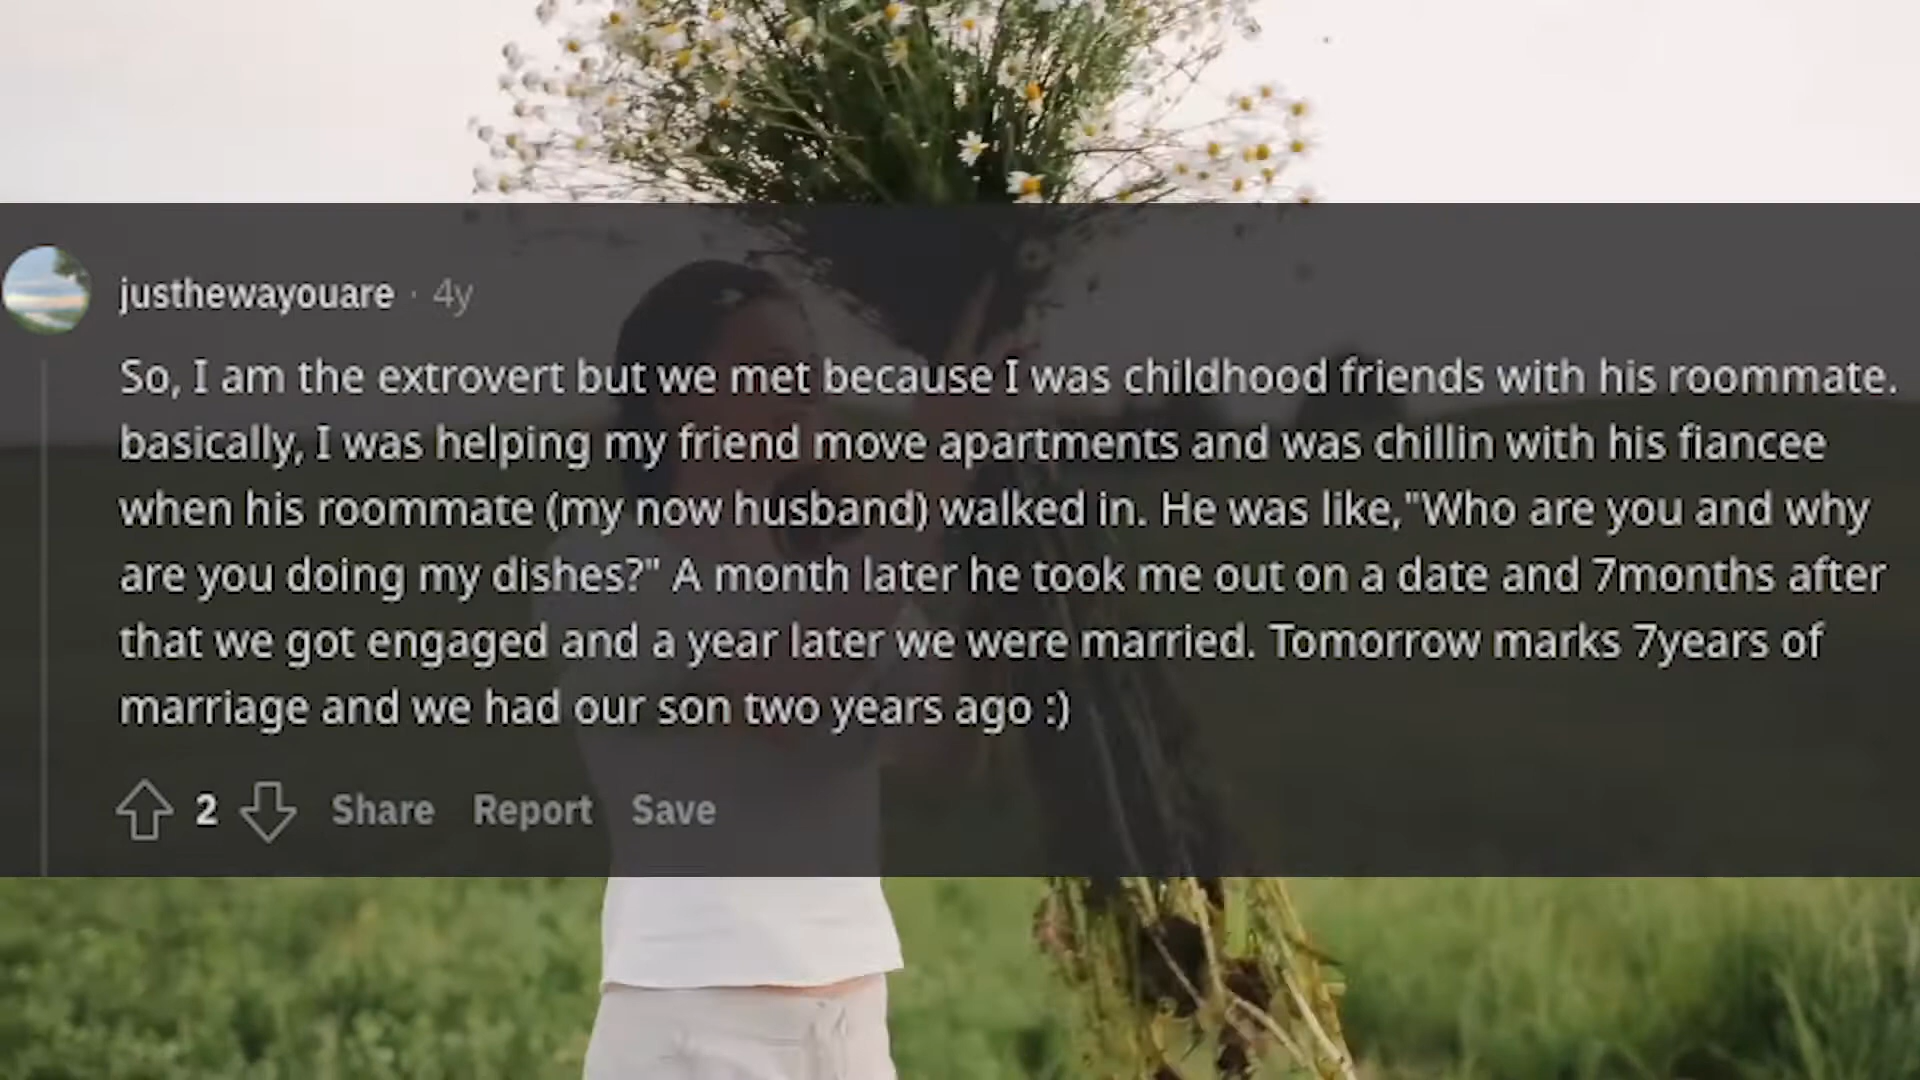 justhewayouare · 4y
So, I am the extrovert but we met because I was childhood friends with his roommate.
basically, I was helping my friend move apartments and was chillin with his fiancee
when his roommate (my now husband) walked in. He was like,"Who are you and why
are you doing my dishes?" A month later he took me out on a date and 7months after
that we got engaged and a year later we were married. Tomorrow marks 7years of
marriage and we had our son two years ago :)
2 Share Report Save